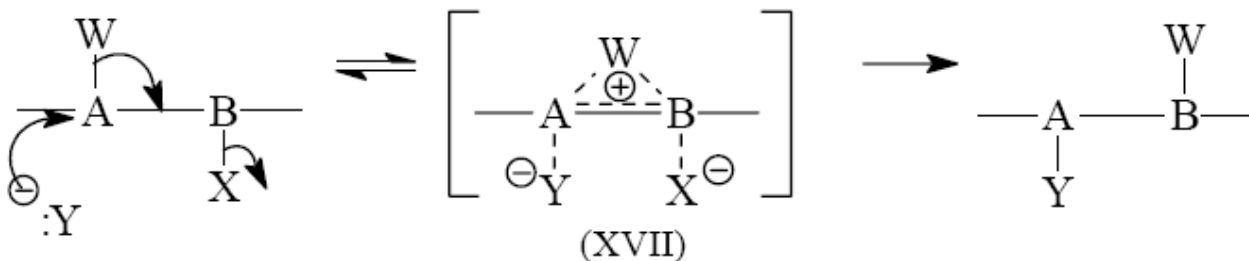 W W W
A B A B A B
⊖ :Y X ⊖ Y X ⊖ Y
⊕
(XVII)